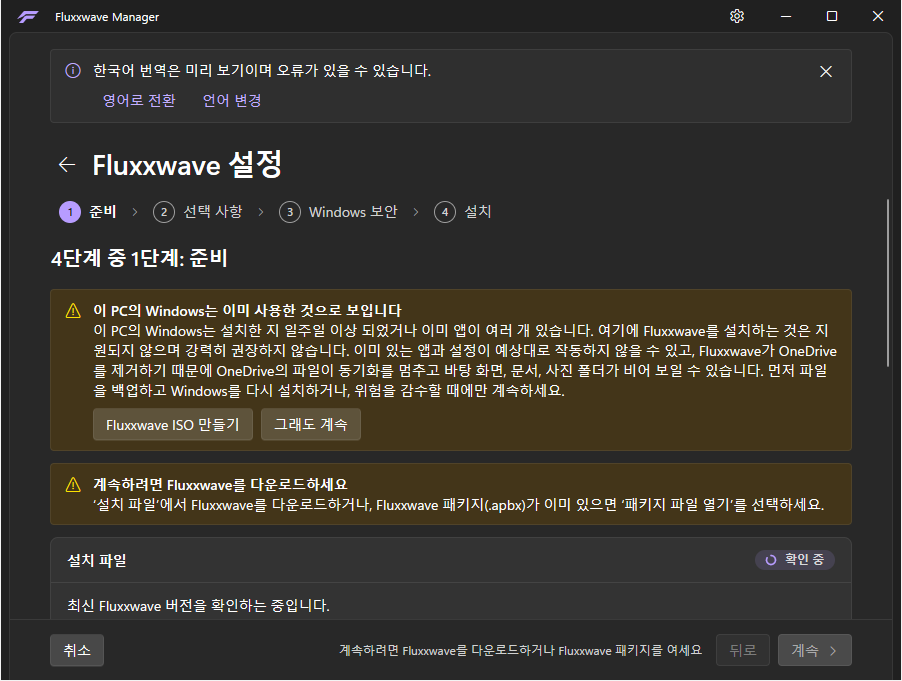 Fluxxwave Manager
한국어 번역은 미리 보기이며 오류가 있을 수 있습니다.
영어로 전환 언어 변경
Fluxxwave 설정
1 준비 2 선택 사항 3 Windows 보안 4 설치
4단계 중 1단계: 준비
이 PC의 Windows는 이미 사용한 것으로 보입니다
이 PC의 Windows는 설치한 지 일주일 이상 되었거나 이미 앱이 여러 개 있습니다. 여기에 Fluxxwave를 설치하는 것은 지
원되지 않으며 강력히 권장하지 않습니다. 이미 있는 앱과 설정이 예상대로 작동하지 않을 수 있고, Fluxxwave가 OneDrive
를 제거하기 때문에 OneDrive의 파일이 동기화를 멈추고 바탕 화면, 문서, 사진 폴더가 비어 보일 수 있습니다. 먼저 파일
을 백업하고 Windows를 다시 설치하거나, 위험을 감수할 때에만 계속하세요.
Fluxxwave ISO 만들기 그래도 계속
계속하려면 Fluxxwave를 다운로드하세요
‘설치 파일’에서 Fluxxwave를 다운로드하거나, Fluxxwave 패키지(.apbx)가 이미 있으면 ‘패키지 파일 열기’를 선택하세요.
설치 파일 확인 중
최신 Fluxxwave 버전을 확인하는 중입니다.
취소 계속하려면 Fluxxwave를 다운로드하거나 Fluxxwave 패키지를 여세요 뒤로 계속